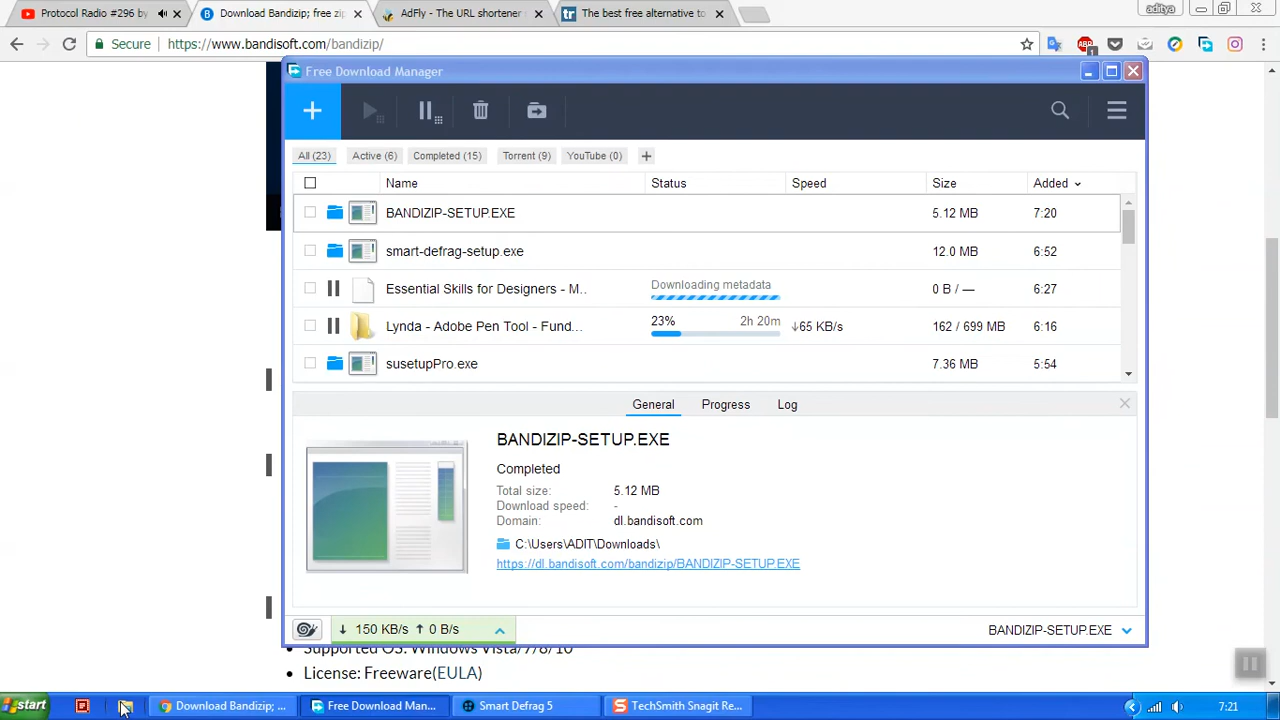 Protocol Radio #296 by
Download Bandizip; free zip
AdFly - The URL shortener
The best free alternative to
aditya
Secure
https://www.bandisoft.com/bandizip/
ABP
1
Free Download Manager
All (23)
Active (6)
Completed (15)
Torrent (9)
YouTube (0)
Name
Status
Speed
Size
Added
BANDIZIP-SETUP.EXE
5.12 MB
7:20
smart-defrag-setup.exe
12.0 MB
6:52
Essential Skills for Designers - M..
Downloading metadata
0 B / —
6:27
Lynda - Adobe Pen Tool - Fund...
23%
2h 20m
↓65 KB/s
162 / 699 MB
6:16
susetupPro.exe
7.36 MB
5:54
General
Progress
Log
BANDIZIP-SETUP.EXE
Completed
Total size: 5.12 MB
Download speed: -
Domain: dl.bandisoft.com
C:\Users\ADIT\Downloads\
https://dl.bandisoft.com/bandizip/BANDIZIP-SETUP.EXE
↓ 150 KB/s ↑ 0 B/s
BANDIZIP-SETUP.EXE
Supported OS: Windows Vista/7/8/10
License: Freeware(EULA)
start
Download Bandizip; ...
Free Download Man...
Smart Defrag 5
TechSmith Snagit Re...
7:21